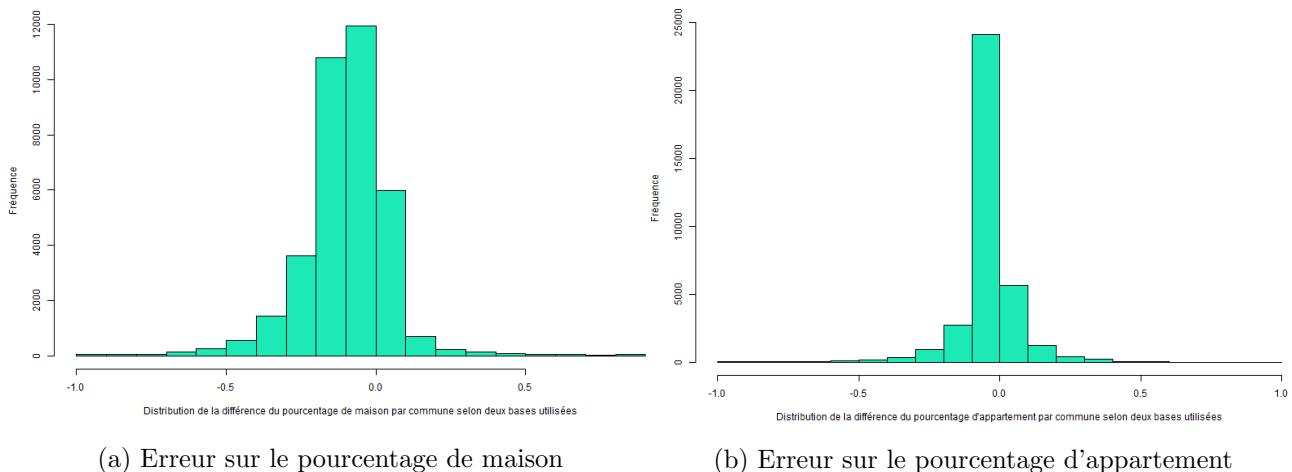 12000
10000
8000
6000
4000
2000
0
Fréquence
-1.0 -0.5 0.0 0.5
Distribution de la différence du pourcentage de maison par commune selon deux bases utilisées
(a) Erreur sur le pourcentage de maison
25000
20000
15000
10000
5000
0
Fréquence
-1.0 -0.5 0.0 0.5 1.0
Distribution de la différence du pourcentage d'appartement par commune selon deux bases utilisées
(b) Erreur sur le pourcentage d'appartement